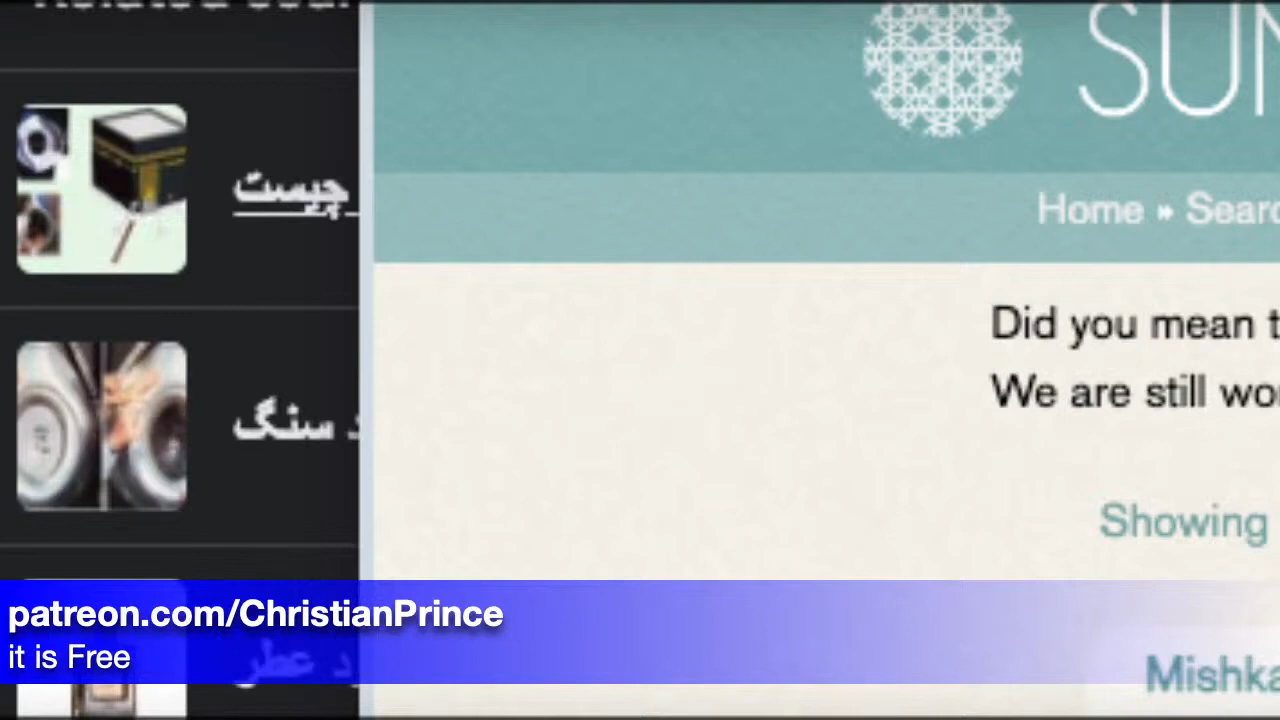 چیست
سنگ
د عطر
SUN
Home » Searc
Did you mean t
We are still wo
Showing
Mishka
patreon.com/ChristianPrince
it is Free